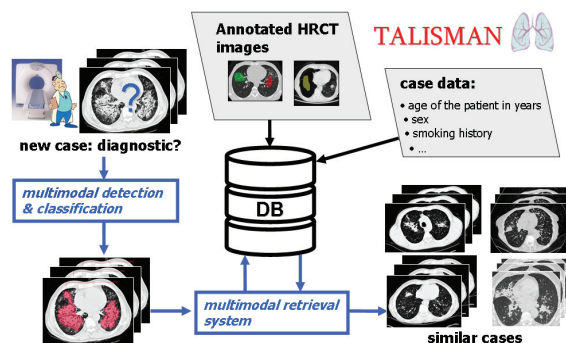 Annotated HRCT
images
TALISMAN
case data:
• age of the patient in years
• sex
• smoking history
• ...
?
new case: diagnostic?
multimodal detection
& classification
DB
multimodal retrieval
system
similar cases